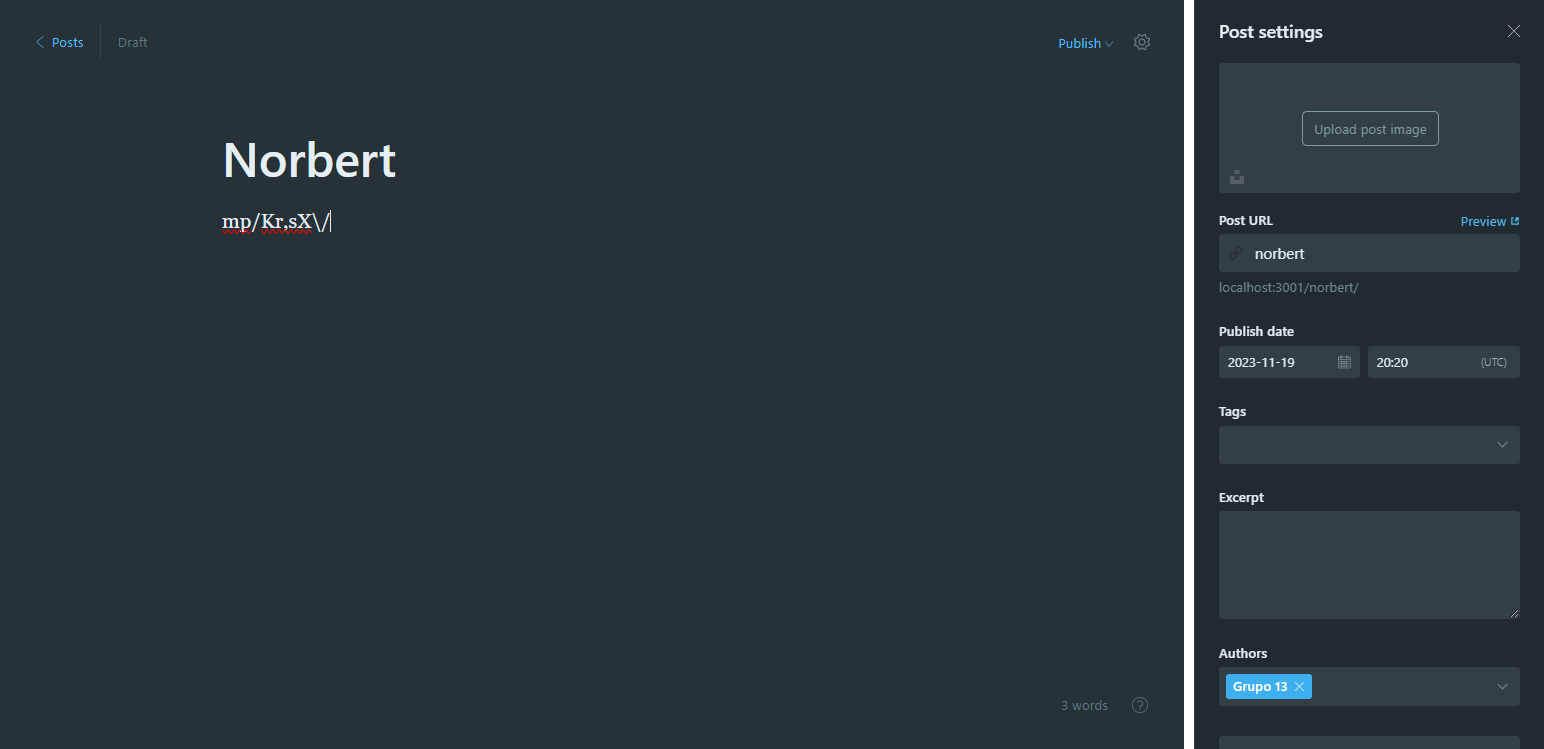 Posts
Draft
Publish
Norbert
mp/Kr,sX\/
3 words
?
Post settings
Upload post image
Post URL
Preview
norbert
localhost:3001/norbert/
Publish date
2023-11-19
20:20
(UTC)
Tags
Excerpt
Authors
Grupo 13